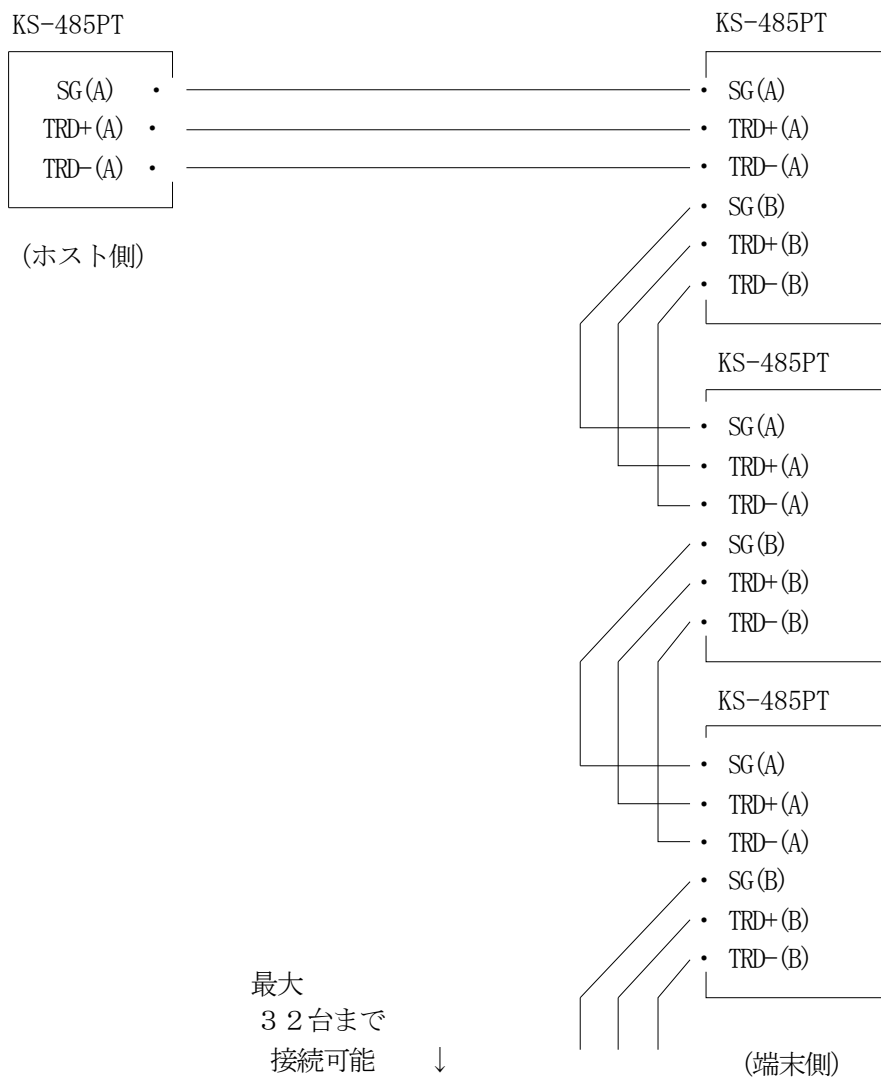 KS-485PT
SG(A)
TRD+(A)
TRD-(A)
(ホスト側)
KS-485PT
SG(A)
TRD+(A)
TRD-(A)
SG(B)
TRD+(B)
TRD-(B)
KS-485PT
SG(A)
TRD+(A)
TRD-(A)
SG(B)
TRD+(B)
TRD-(B)
KS-485PT
SG(A)
TRD+(A)
TRD-(A)
SG(B)
TRD+(B)
TRD-(B)
(端末側)
最大
３２台まで
接続可能 ↓